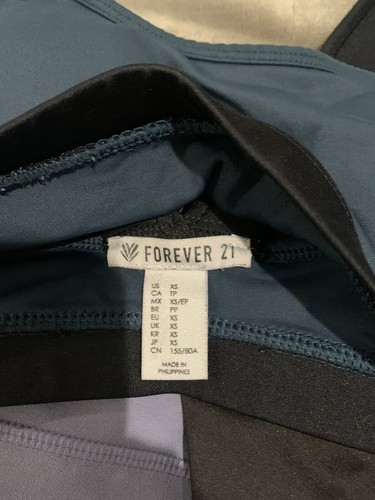 FOREVER 21
US XS
CA TP
MX XS/EP
BR PP
EU XS
UK XS
KR XS
JP XS
CN 155/80A
MADE IN
PHILIPPINES